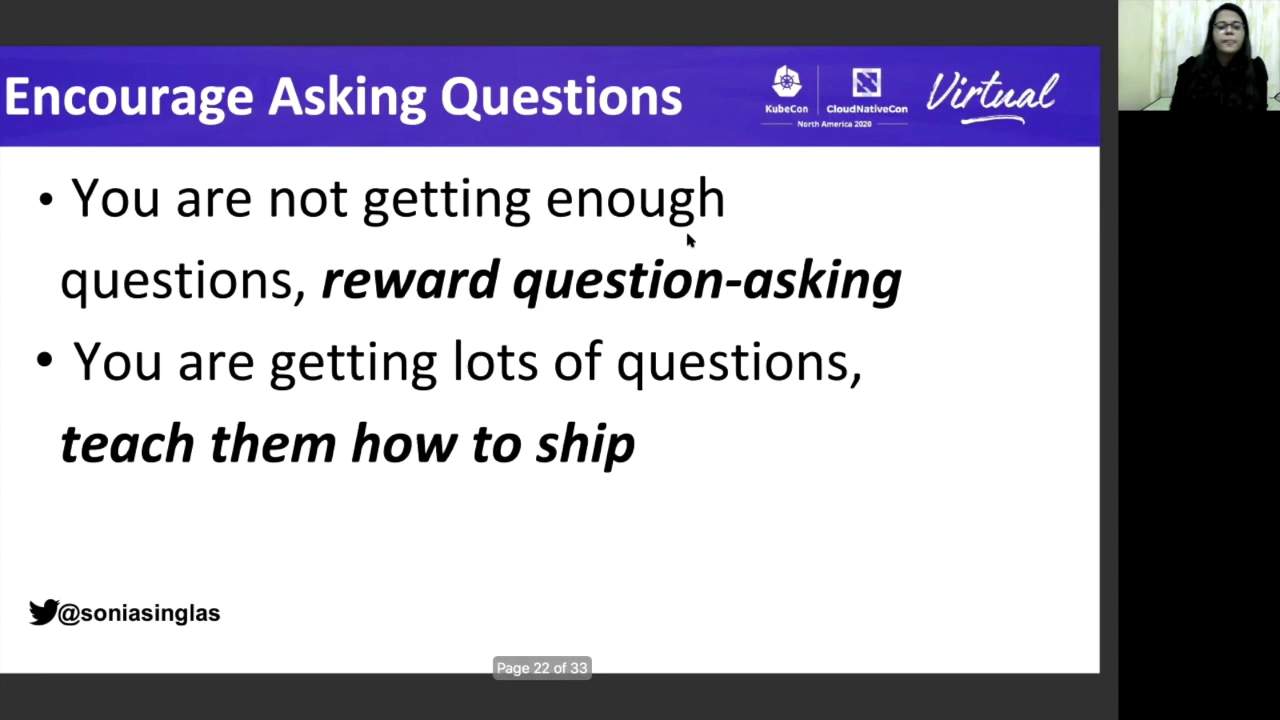 Encourage Asking Questions
KubeCon
CloudNativeCon
North America 2020
Virtual
• You are not getting enough
questions, reward question-asking
• You are getting lots of questions,
teach them how to ship
@soniasinglas
Page 22 of 33